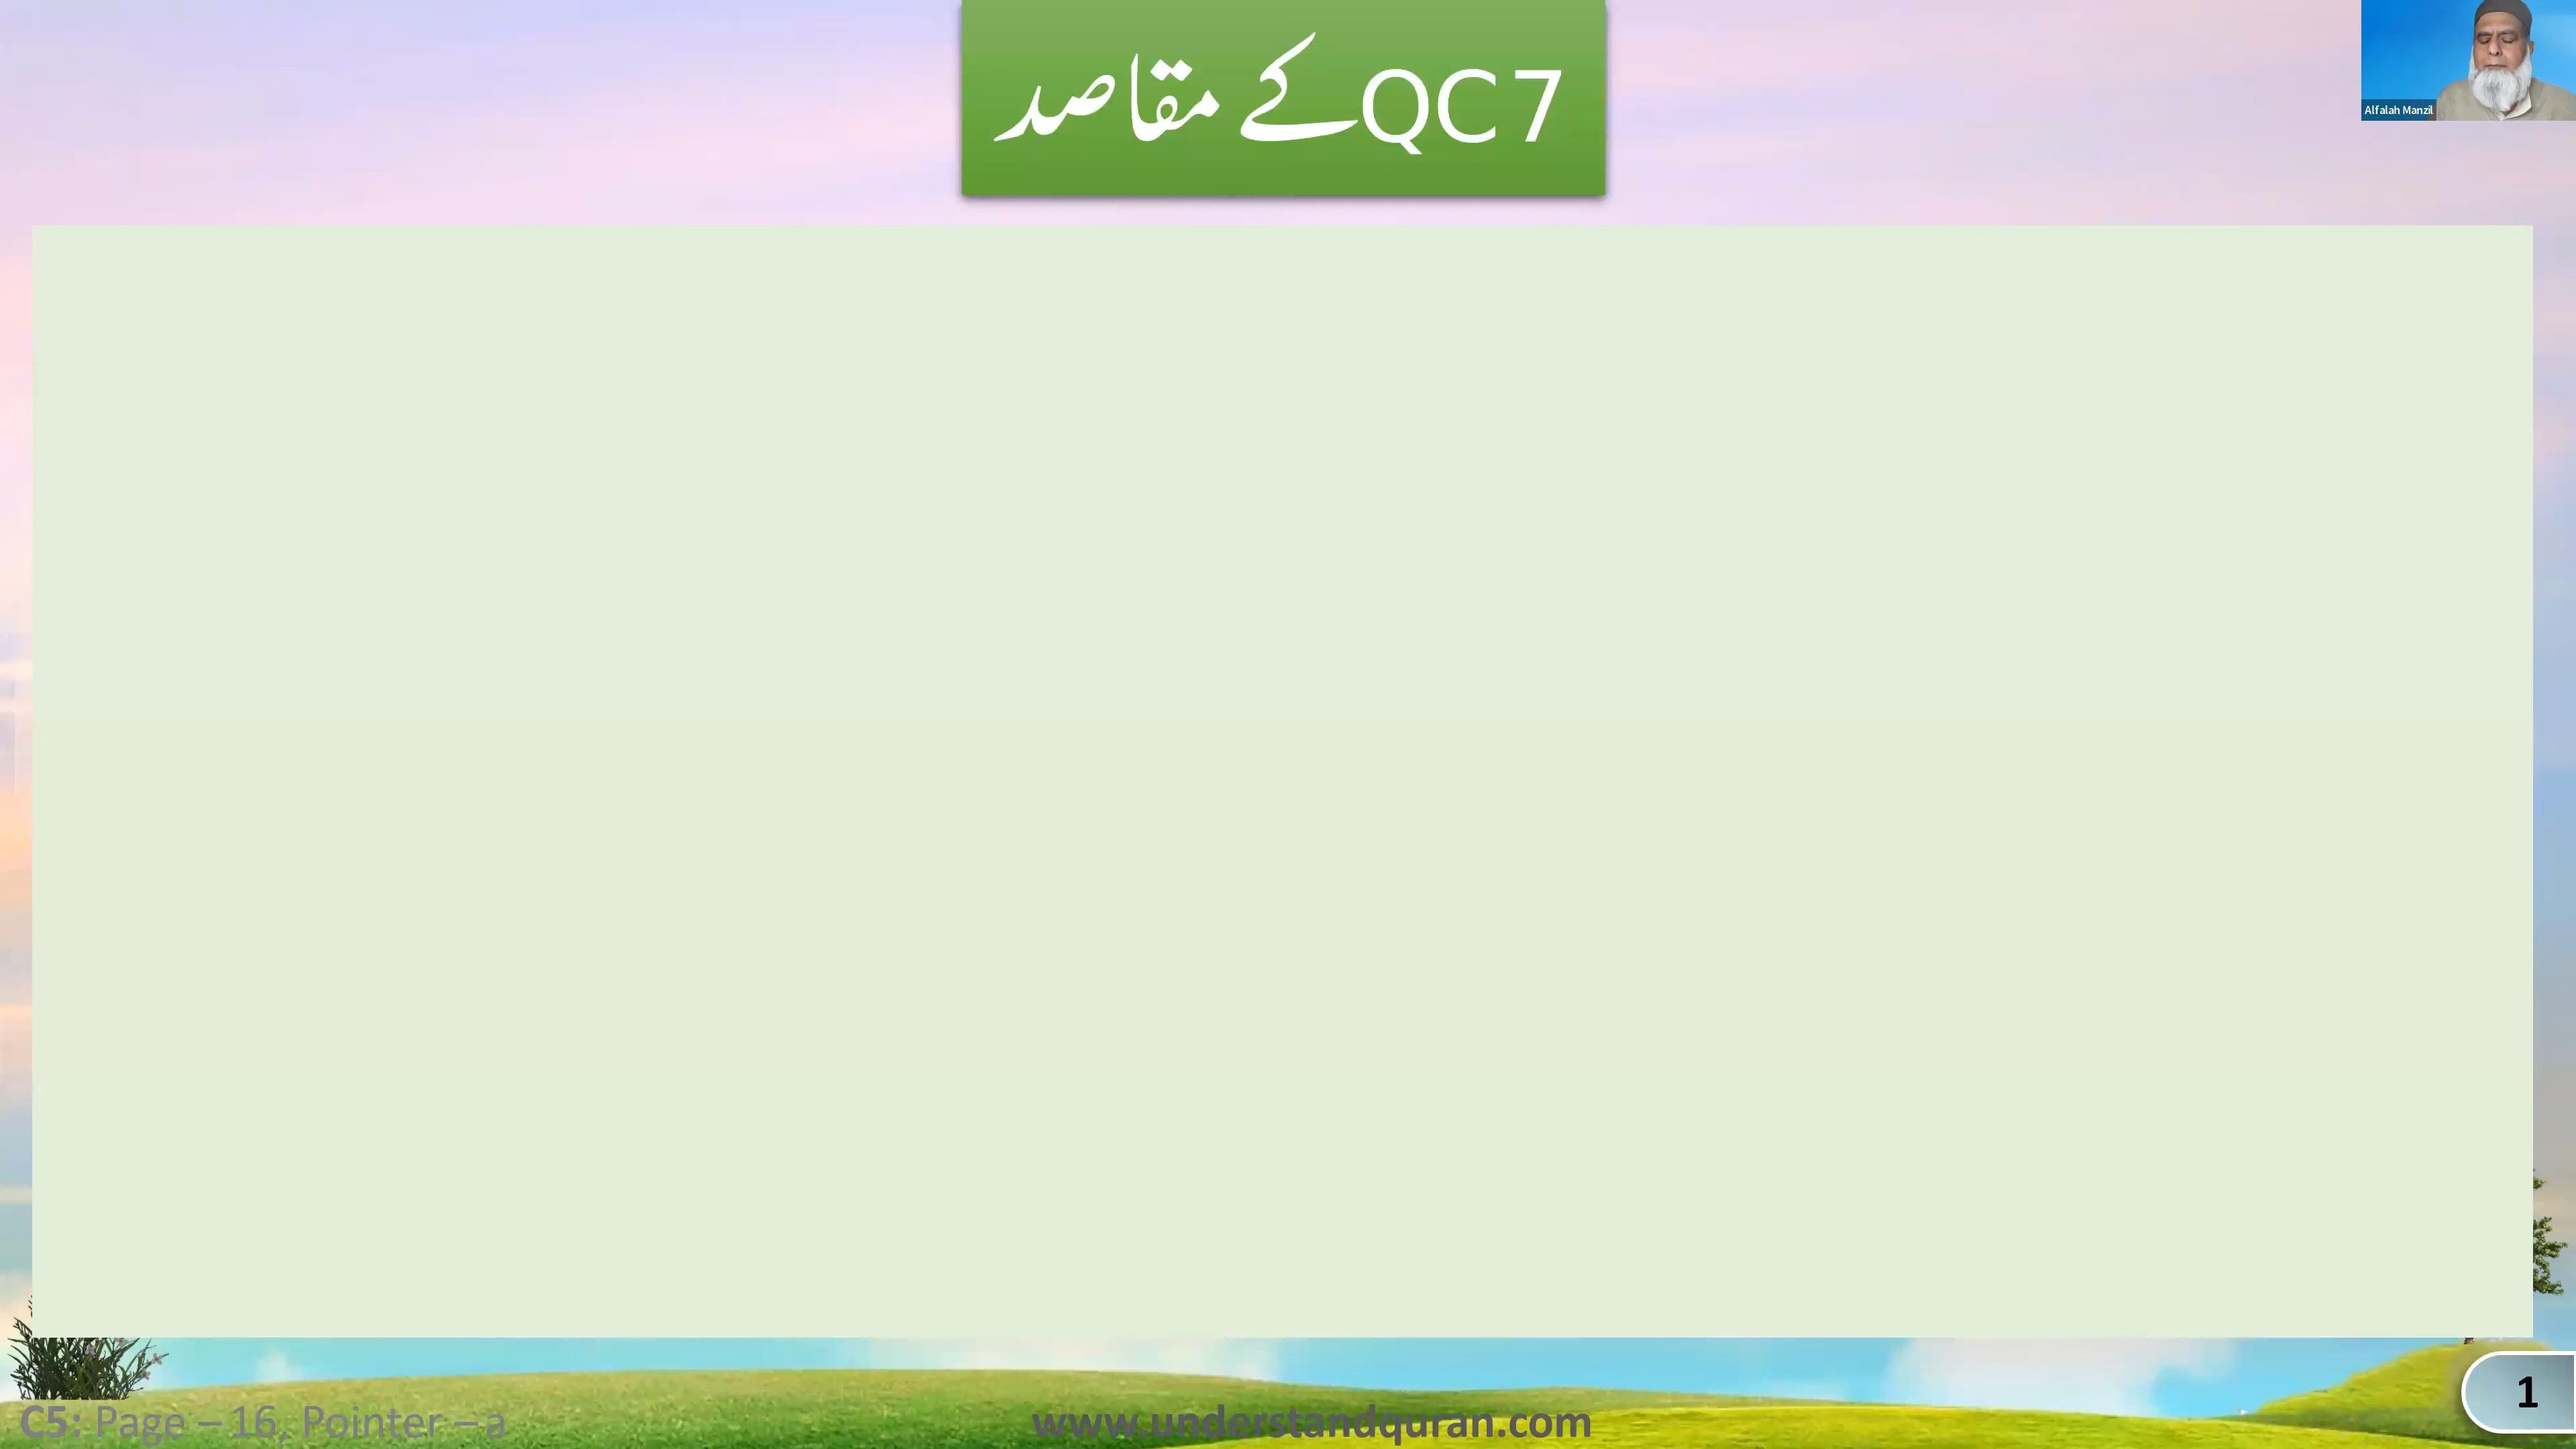 QC7 کے مقاصد
Alfalah Manzil
C5: Page – 16, Pointer – a
www.understandquran.com
1